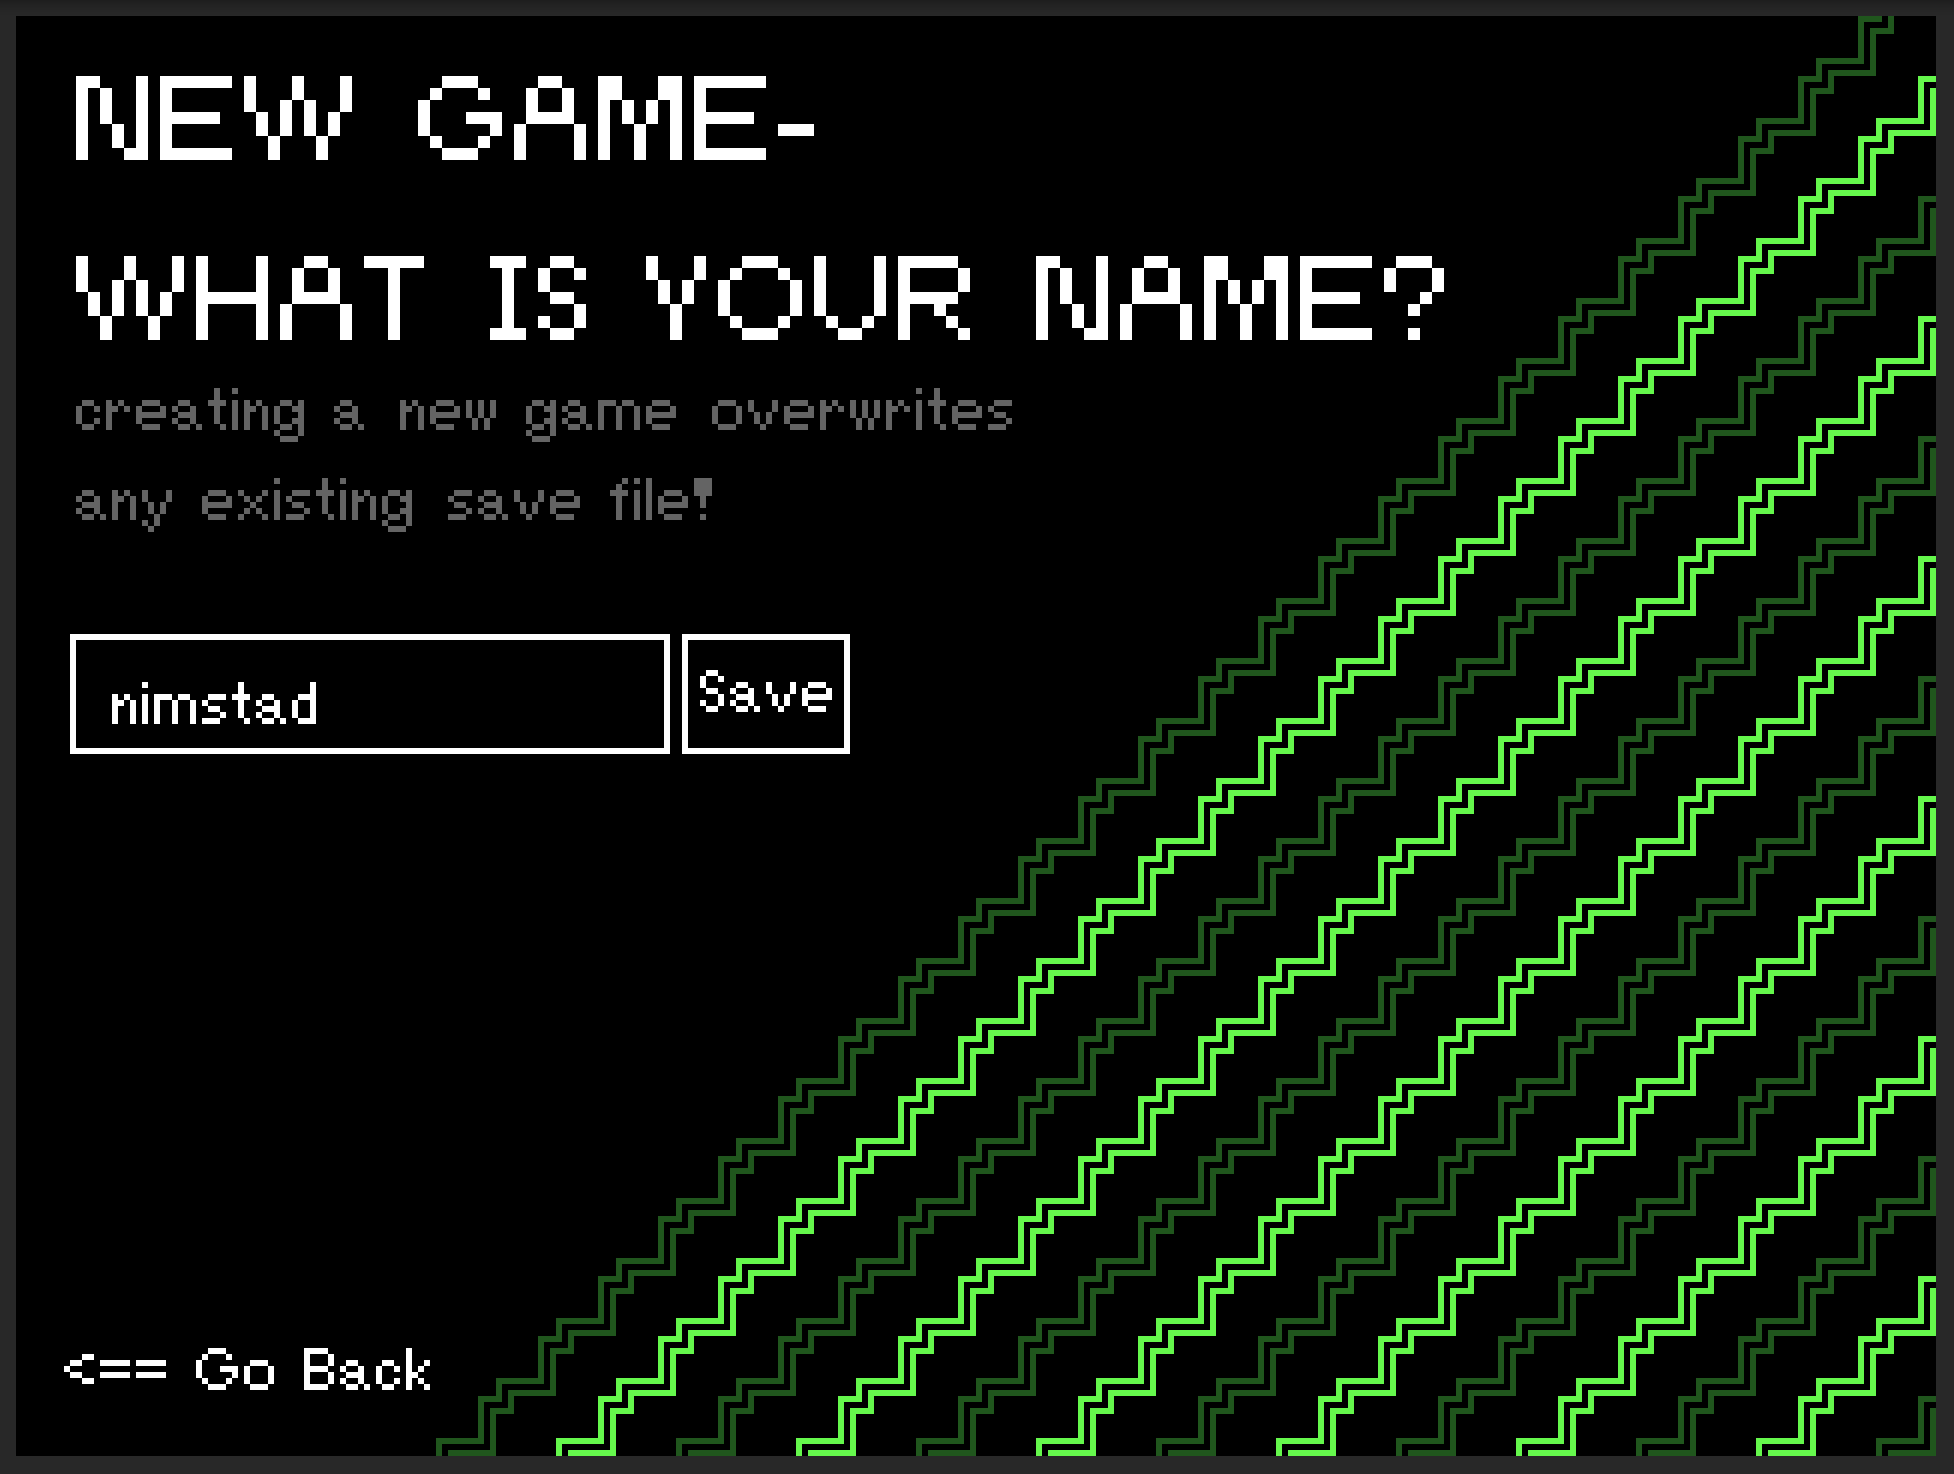 NEW GAME-
WHAT IS YOUR NAME?
creating a new game overwrites
any existing save file!
nimstad
Save
<== Go Back